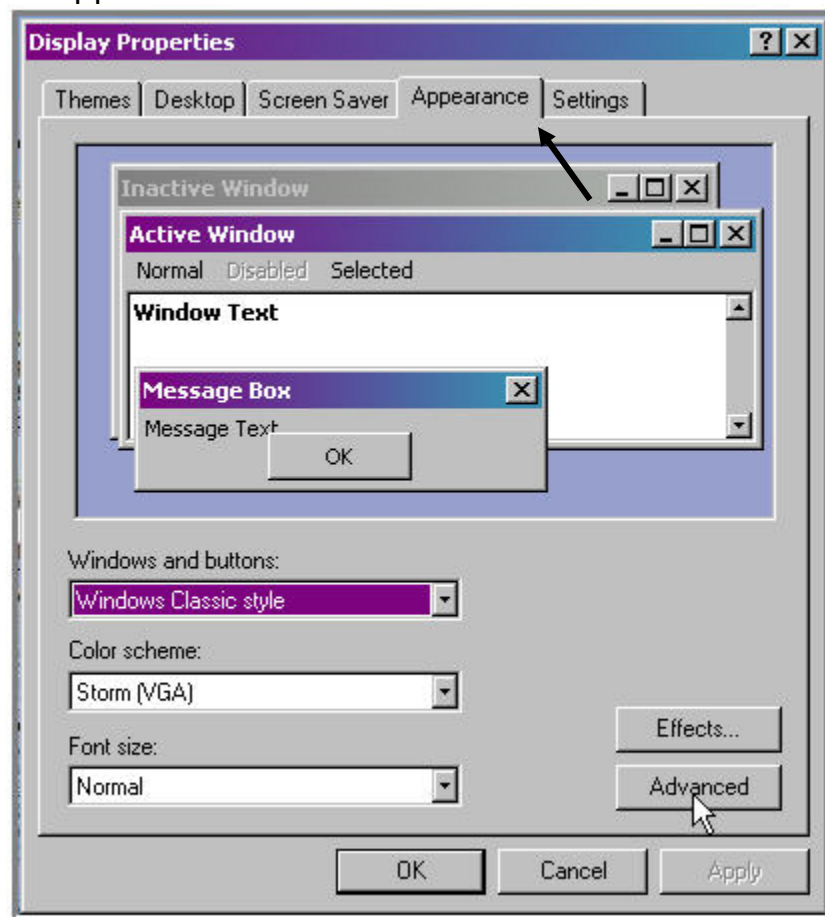 Display Properties
Themes Desktop Screen Saver Appearance Settings
Inactive Window
Active Window
Normal Disabled Selected
Window Text
Message Box
Message Text
OK
Windows and buttons:
Windows Classic style
Color scheme:
Storm (VGA)
Effects...
Font size:
Normal
Advanced
OK Cancel Apply